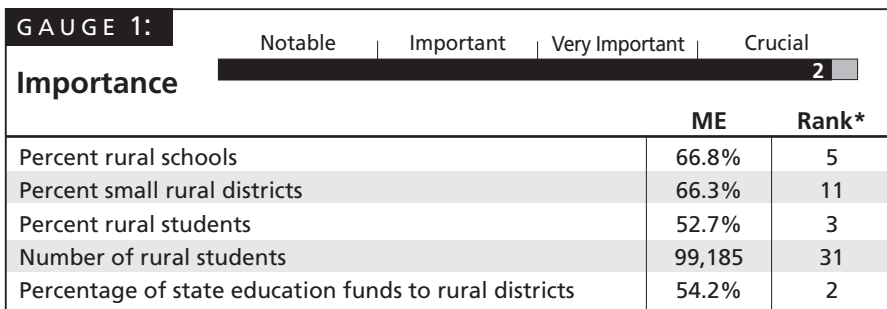 GAUGE 1:
Notable Important Very Important Crucial
Importance
2
ME Rank*
Percent rural schools 66.8% 5
Percent small rural districts 66.3% 11
Percent rural students 52.7% 3
Number of rural students 99,185 31
Percentage of state education funds to rural districts 54.2% 2